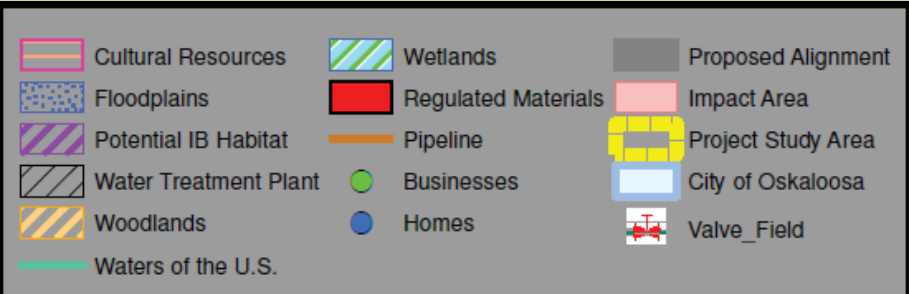 Cultural Resources
Floodplains
Potential IB Habitat
Water Treatment Plant
Woodlands
Waters of the U.S.
Wetlands
Regulated Materials
Pipeline
Businesses
Homes
Proposed Alignment
Impact Area
Project Study Area
City of Oskaloosa
Valve_Field